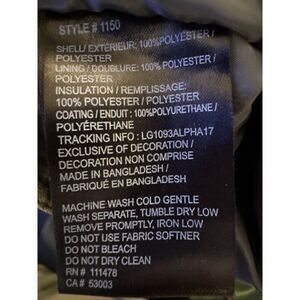 STYLE # 1150
SHELL / EXTÉRIEUR: 100% POLYESTER /
POLYESTER
LINING / DOUBLURE: 100% POLYESTER /
POLYESTER
INSULATION / REMPLISSAGE:
100% POLYESTER / POLYESTER
COATING / ENDUIT : 100% POLYURETHANE /
POLYÉRETHANE
TRACKING INFO : LG1093ALPHA17
EXCLUSIVE OF DECORATION /
DECORATION NON COMPRISE
MADE IN BANGLADESH /
FABRIQUÉ EN BANGLADESH
MACHINE WASH COLD GENTLE
WASH SEPARATE, TUMBLE DRY LOW
REMOVE PROMPTLY, IRON LOW
DO NOT USE FABRIC SOFTNER
DO NOT BLEACH
DO NOT DRY CLEAN
RN # 111478
CA # 53003